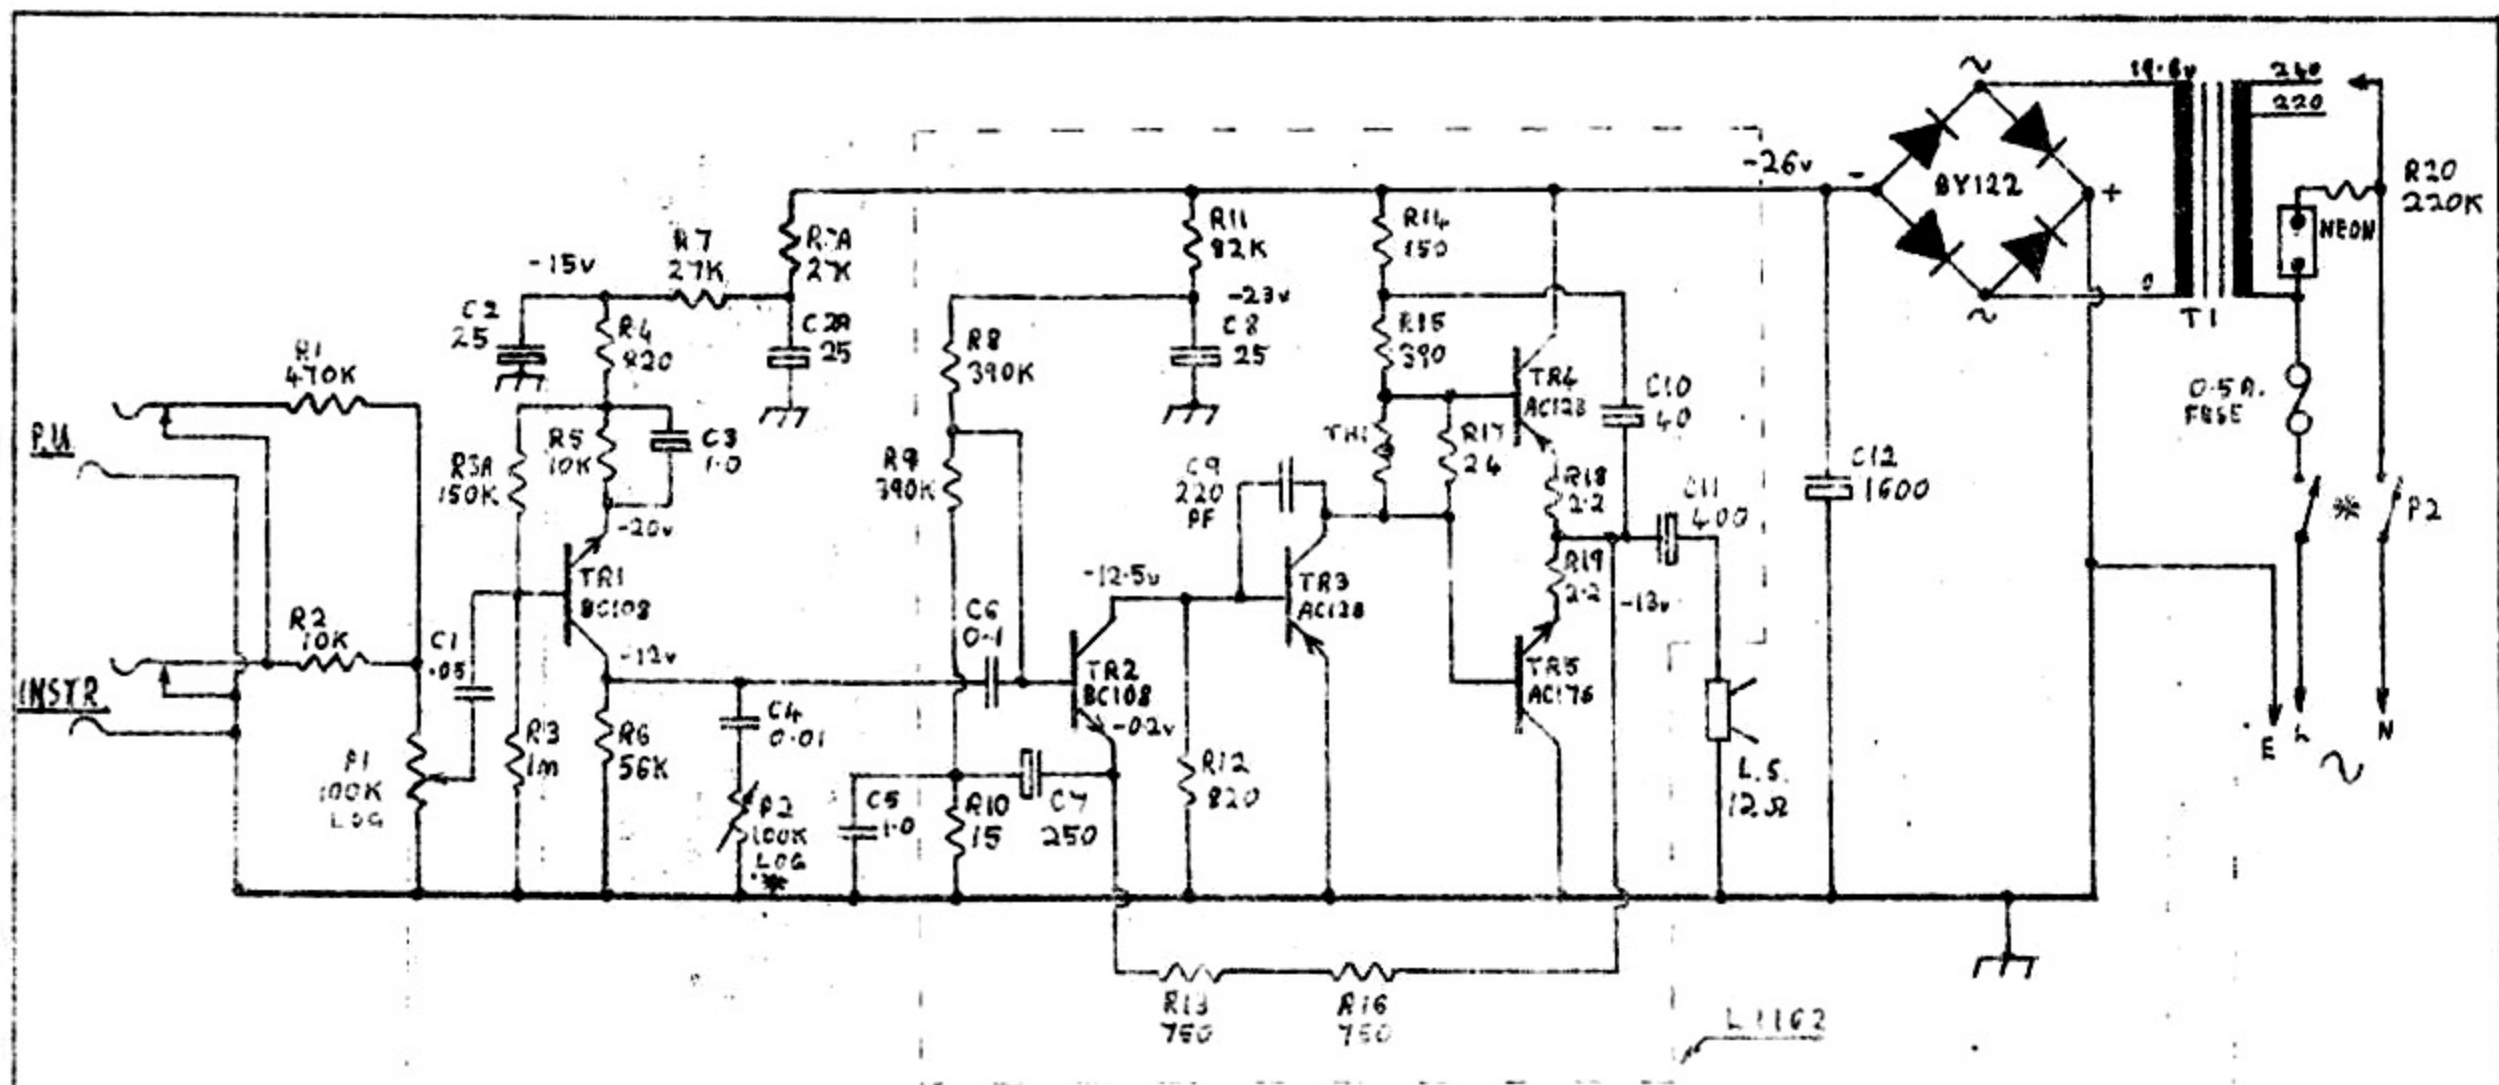 P.U.
INSTR
R1
470K
R2
10K
C1
.05
P1
100K
LOG
C2
25
-15v
R4
820
R7
27K
27K
C2A
25
R3A
150K
R5
10K
C3
1.0
-20v
TR1
BC108
-12v
R3
1m
R6
56K
C4
0.01
P2
100K
LOG
*
C5
1.0
R8
390K
R9
390K
C6
0.1
R10
15
C7
250
R11
82K
-23v
C8
25
TR2
BC108
-0.2v
-12.5v
R12
820
C9
220
PF
TR3
AC128
R13
750
R16
750
R14
150
R15
390
TH1
R17
24
TR4
AC128
R18
2.2
R19
2.2
-13v
TR5
AC176
C10
40
C11
400
L.S.
12Ω
L1162
-26v
-
BY122
+
~
~
C12
1600
19.6v
0
T1
240
220
R20
220K
NEON
0.5A.
FUSE
*
P2
E
L
N
~